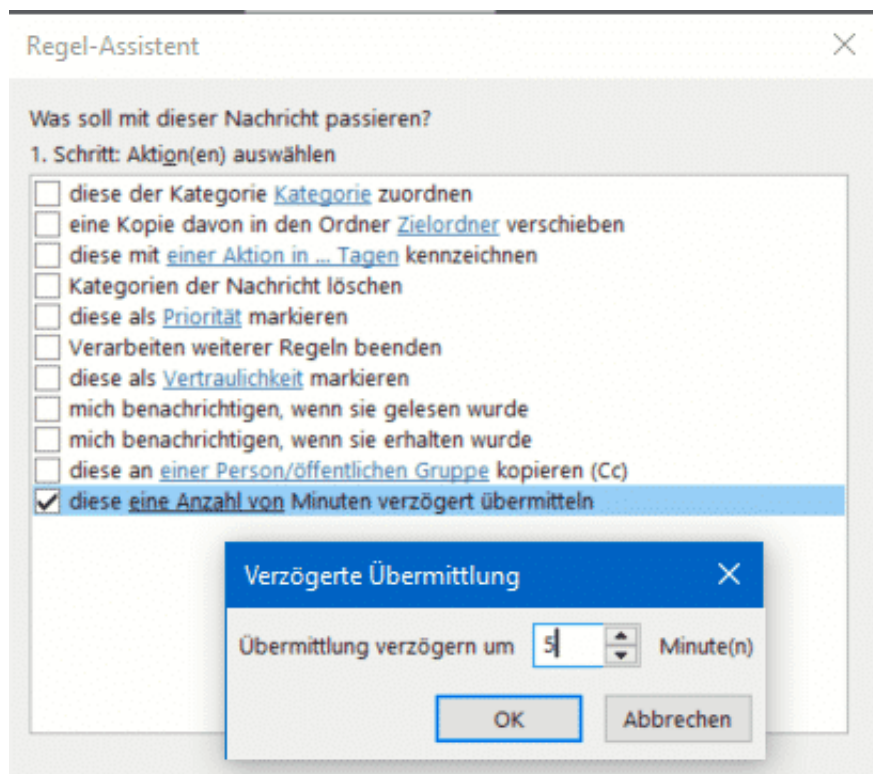 Regel-Assistent
Was soll mit dieser Nachricht passieren?
1. Schritt: Aktion(en) auswählen
diese der Kategorie Kategorie zuordnen
eine Kopie davon in den Ordner Zielordner verschieben
diese mit einer Aktion in ... Tagen kennzeichnen
Kategorien der Nachricht löschen
diese als Priorität markieren
Verarbeiten weiterer Regeln beenden
diese als Vertraulichkeit markieren
mich benachrichtigen, wenn sie gelesen wurde
mich benachrichtigen, wenn sie erhalten wurde
diese an einer Person/öffentlichen Gruppe kopieren (Cc)
diese eine Anzahl von Minuten verzögert übermitteln
Verzögerte Übermittlung
Übermittlung verzögern um 5 Minute(n)
OK Abbrechen